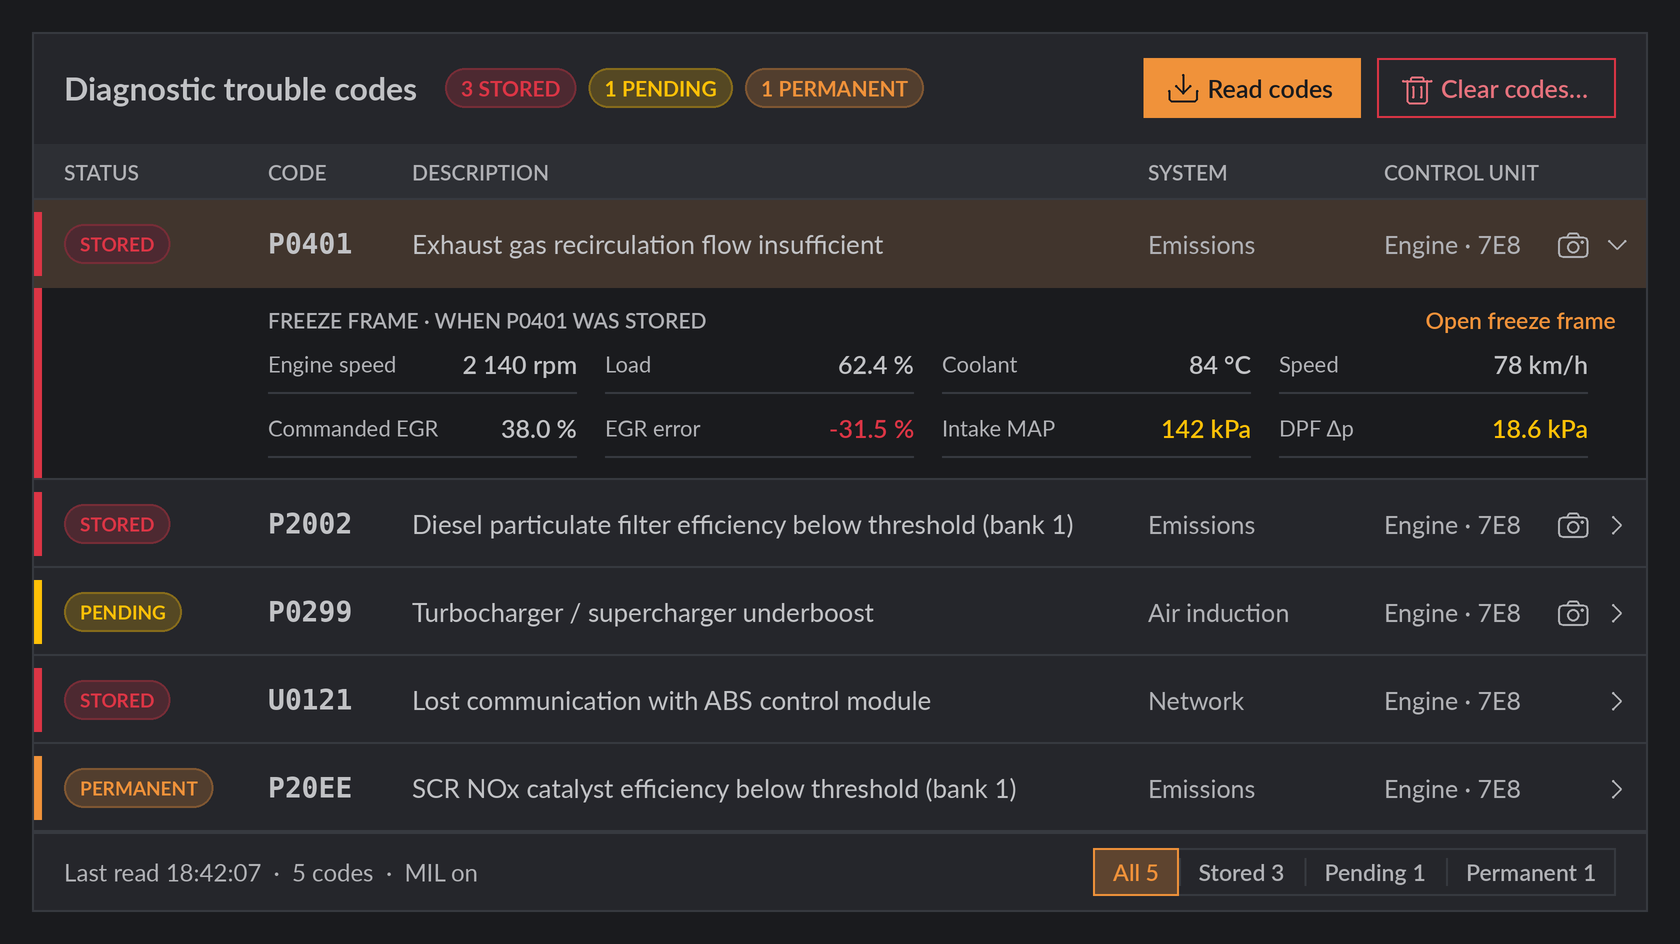 Diagnostic trouble codes 3 STORED 1 PENDING 1 PERMANENT Read codes Clear codes...
STATUS CODE DESCRIPTION SYSTEM CONTROL UNIT
STORED P0401 Exhaust gas recirculation flow insufficient Emissions Engine · 7E8
FREEZE FRAME · WHEN P0401 WAS STORED Open freeze frame
Engine speed 2 140 rpm Load 62.4 % Coolant 84 °C Speed 78 km/h
Commanded EGR 38.0 % EGR error -31.5 % Intake MAP 142 kPa DPF Δp 18.6 kPa
STORED P2002 Diesel particulate filter efficiency below threshold (bank 1) Emissions Engine · 7E8
PENDING P0299 Turbocharger / supercharger underboost Air induction Engine · 7E8
STORED U0121 Lost communication with ABS control module Network Engine · 7E8
PERMANENT P20EE SCR NOx catalyst efficiency below threshold (bank 1) Emissions Engine · 7E8
Last read 18:42:07 · 5 codes · MIL on All 5 Stored 3 Pending 1 Permanent 1